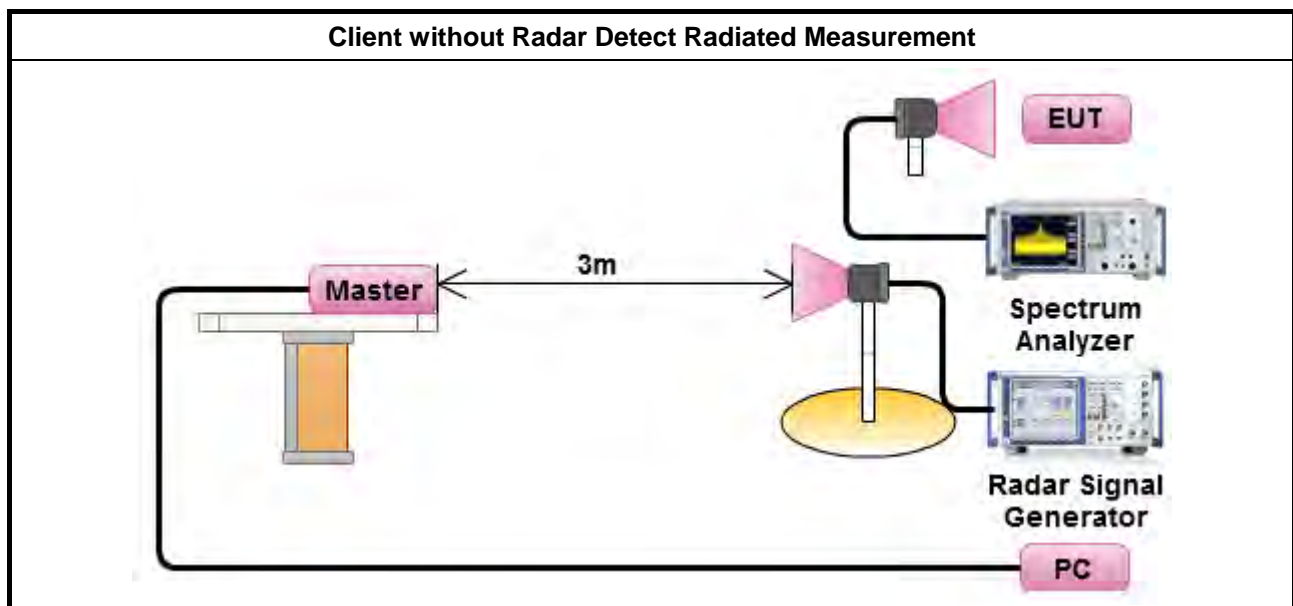 Client without Radar Detect Radiated Measurement
EUT
3m
Master
Spectrum
Analyzer
Radar Signal
Generator
PC